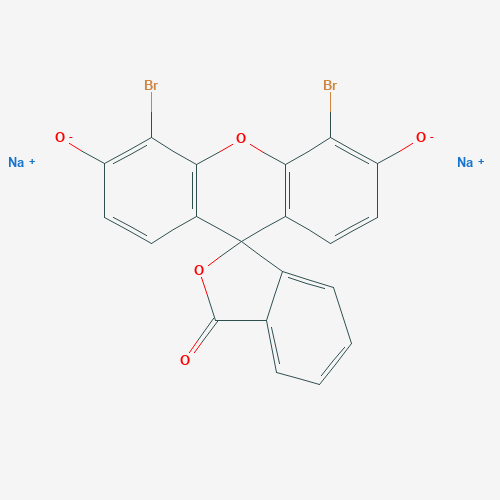 Br Br
O - O O -
Na + Na +
O
O